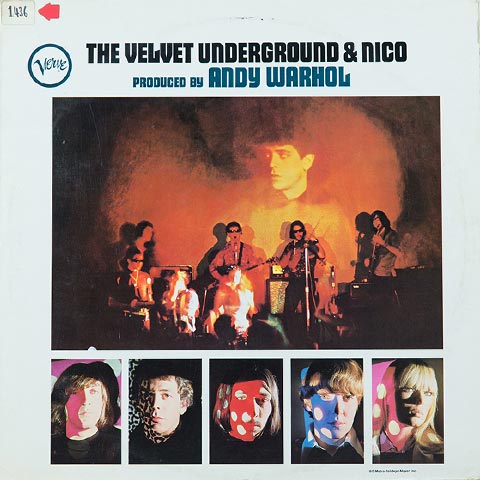 1436
Verve
THE VELVET UNDERGROUND & NICO
PRODUCED BY ANDY WARHOL